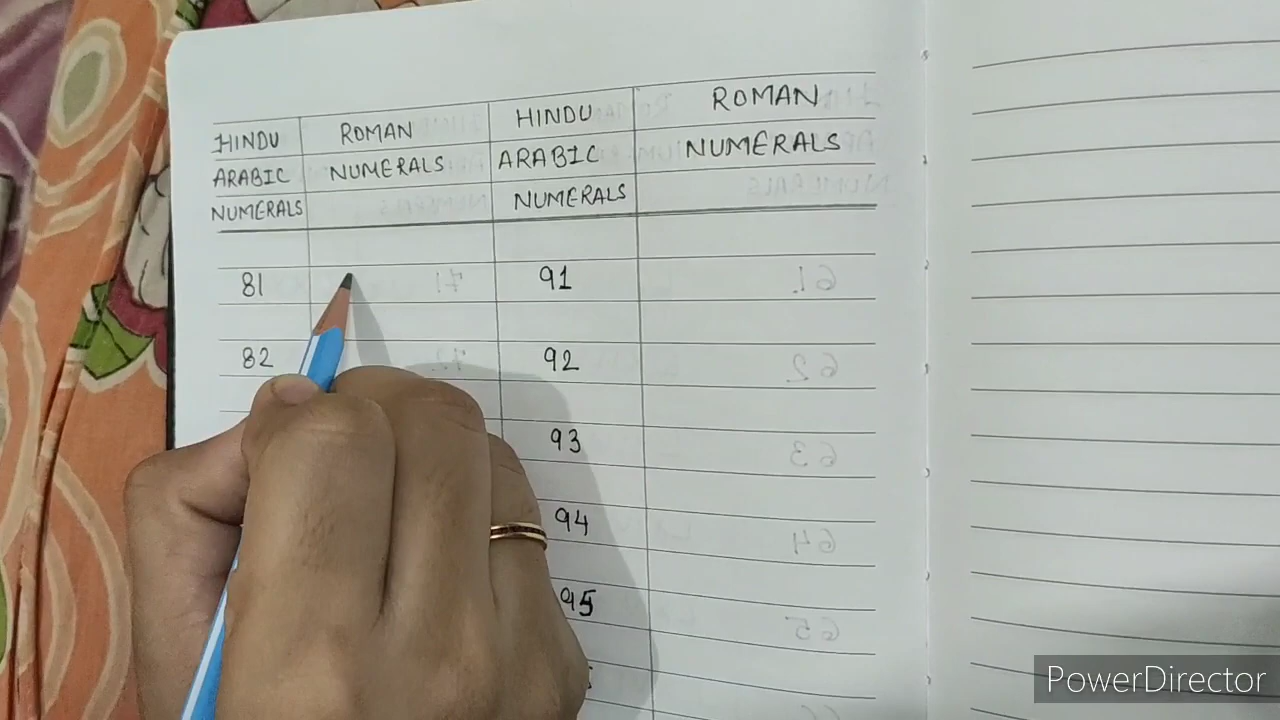 HINDU ROMAN HINDU ROMAN
ARABIC NUMERALS ARABIC NUMERALS
NUMERALS NUMERALS
81 91
82 92
93
94
95
PowerDirector